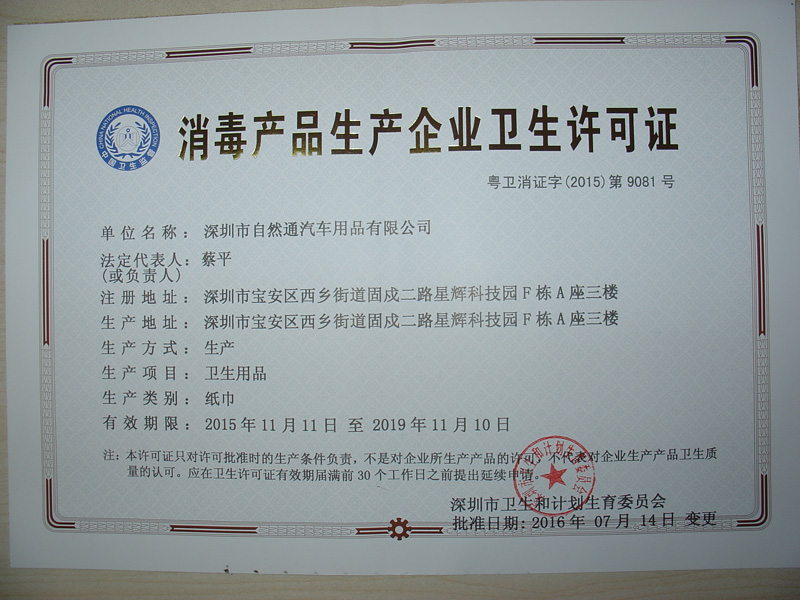 CHINA NATIONAL HEALTH INSPECTION
中国卫生监督
消毒产品生产企业卫生许可证
粤卫消证字(2015)第9081号
单位名称：深圳市自然通汽车用品有限公司
法定代表人：蔡平
(或负责人)
注册地址：深圳市宝安区西乡街道固戍二路星辉科技园F栋A座三楼
生产地址：深圳市宝安区西乡街道固戍二路星辉科技园F栋A座三楼
生产方式：生产
生产项目：卫生用品
生产类别：纸巾
有效期限：2015年11月11日 至 2019年11月10日
注：本许可证只对许可批准时的生产条件负责，不是对企业所生产产品的许可，不代表对企业生产产品卫生质
量的认可。应在卫生许可证有效期届满前30个工作日之前提出延续申请。
深圳市卫生和计划生育委员会
批准日期：2016年 07月 14日 变更